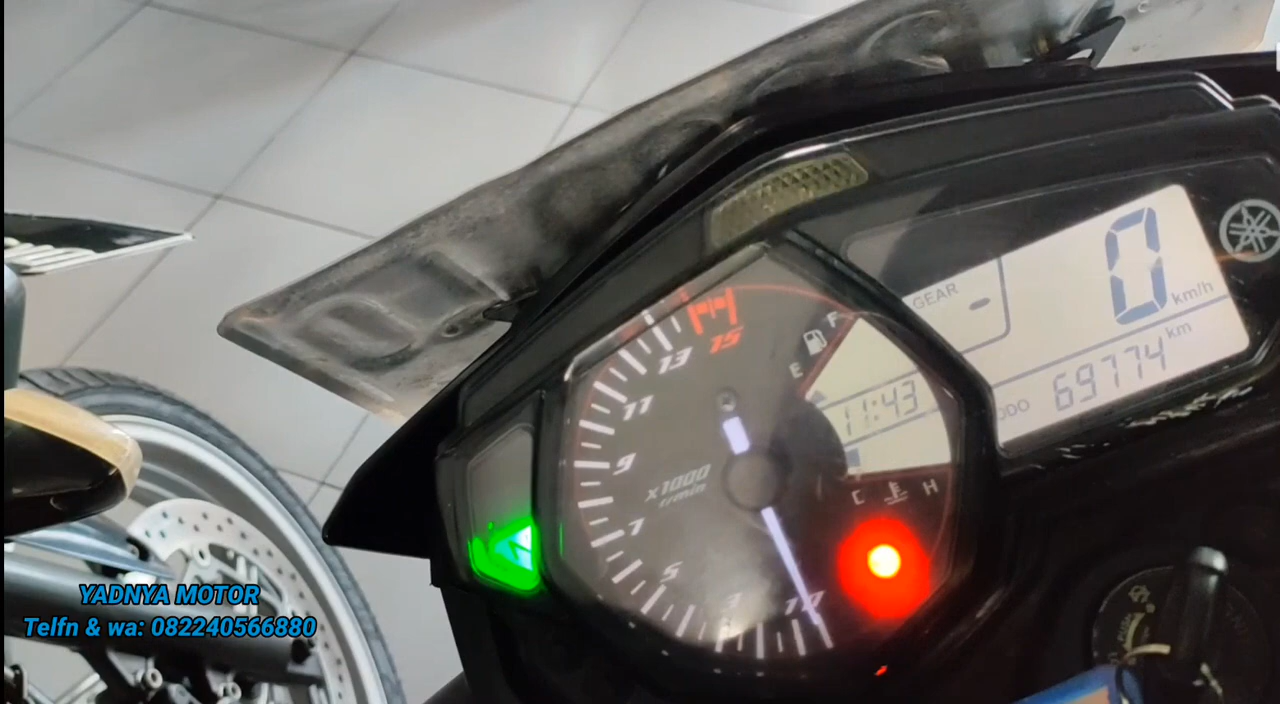 GEAR -
0 km/h
ODO 69774 km
F
E
11:43
C H
15
13
11
9
7
5
3
x1000
r/min
YADNYA MOTOR
Telfn & wa: 082240566880